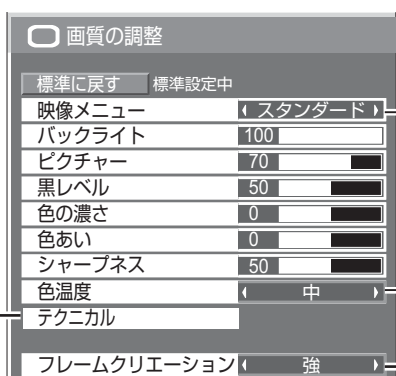 画質の調整
標準に戻す 標準設定中
映像メニュー スタンダード
バックライト 100
ピクチャー 70
黒レベル 50
色の濃さ 0
色あい 0
シャープネス 50
色温度 中
テクニカル
フレームクリエーション 強